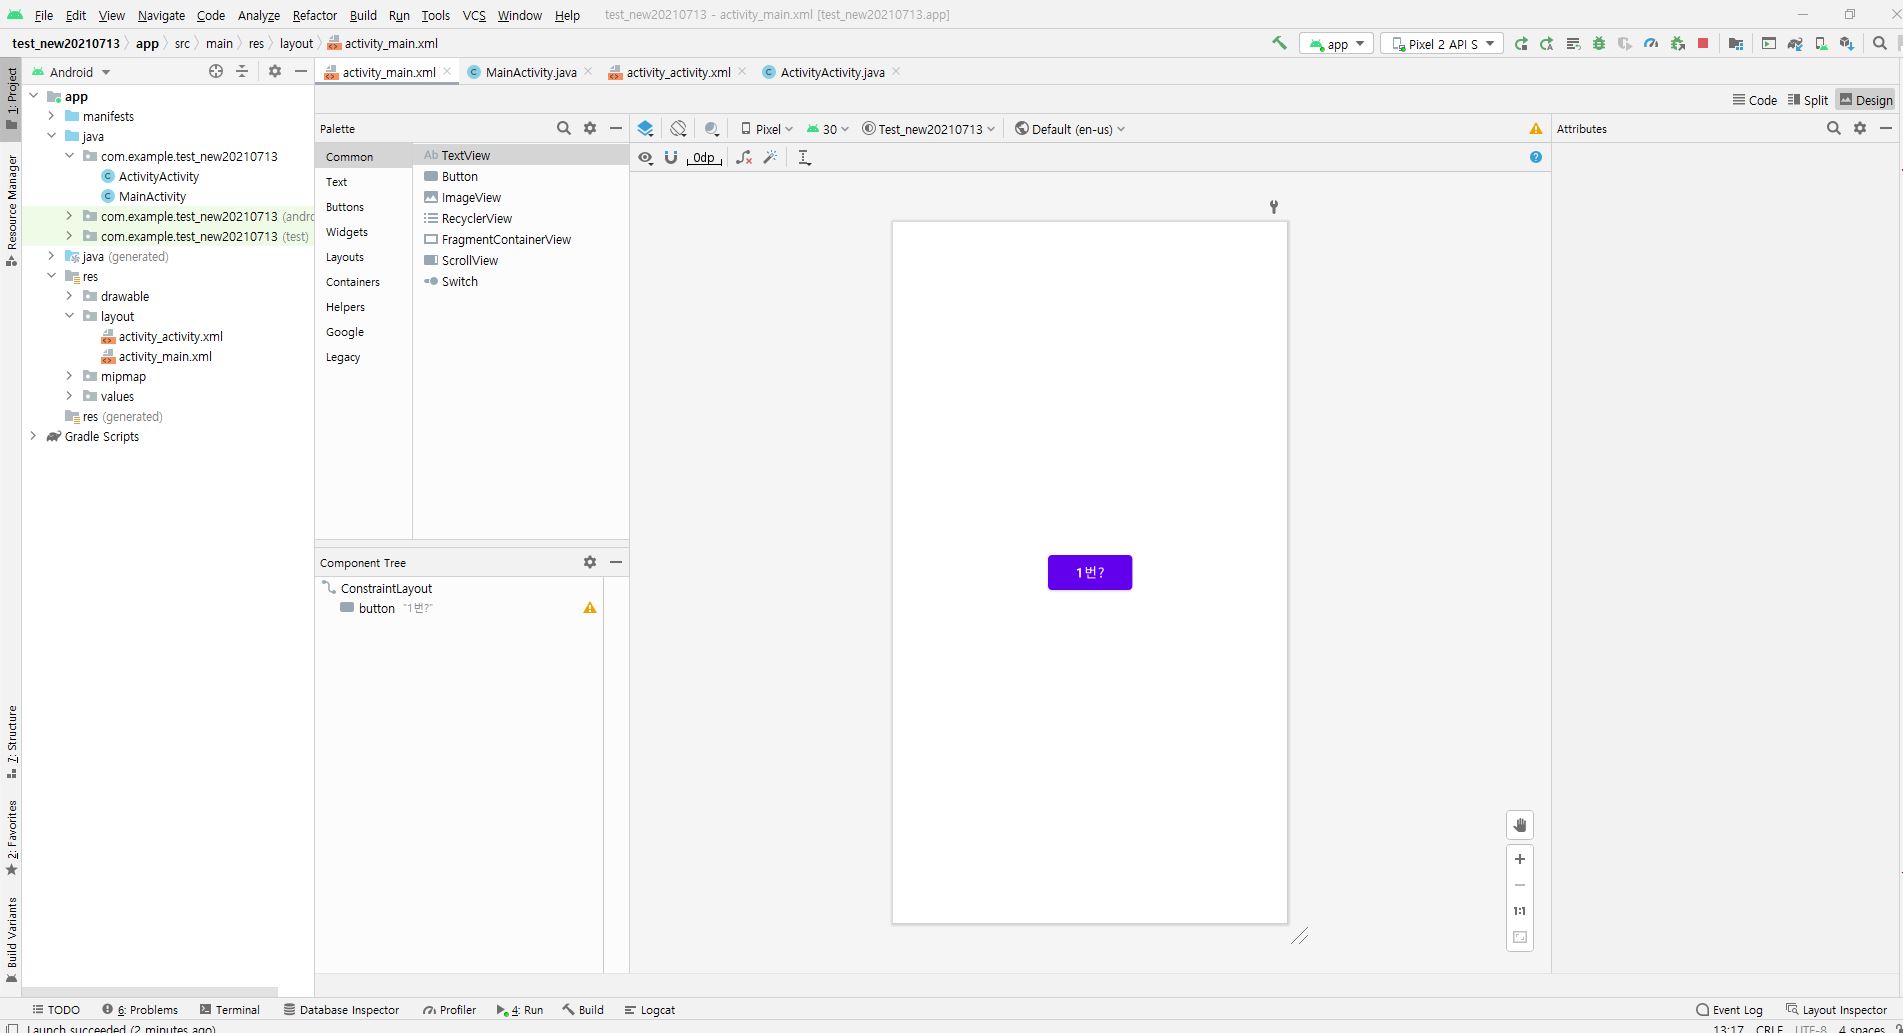 File Edit View Navigate Code Analyze Refactor Build Run Tools VCS Window Help test_new20210713 - activity_main.xml [test_new20210713.app]
test_new20210713 app src main res layout activity_main.xml app Pixel 2 API S
1: Project
Resource Manager
7: Structure
2: Favorites
Build Variants
Android
app
manifests
java
com.example.test_new20210713
ActivityActivity
MainActivity
com.example.test_new20210713 (andro
com.example.test_new20210713 (test)
java (generated)
res
drawable
layout
activity_activity.xml
activity_main.xml
mipmap
values
res (generated)
Gradle Scripts
activity_main.xml MainActivity.java activity_activity.xml ActivityActivity.java
Code Split Design
Palette
Common
Text
Buttons
Widgets
Layouts
Containers
Helpers
Google
Legacy
Ab TextView
Button
ImageView
RecyclerView
FragmentContainerView
ScrollView
Switch
Component Tree
ConstraintLayout
button "1번?"
Pixel 30 Test_new20210713 Default (en-us)
0dp
1번?
1:1
Attributes
TODO 6: Problems Terminal Database Inspector Profiler 4: Run Build Logcat Event Log Layout Inspector
Launch succeeded (2 minutes ago) 13:17 CRLF UTF-8 4 spaces